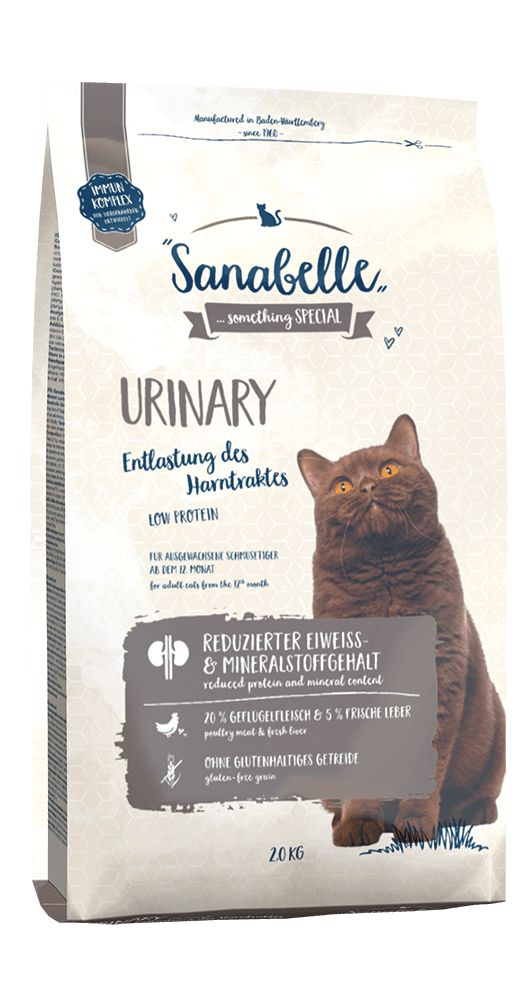 Manufactured in Baden-Württemberg
- since 1960 -
IMMUN
KOMPLEX
VON TIERERNÄHRERN
ENTWICKELT
"Sanabelle"
... something SPECIAL
URINARY
Entlastung des
Harntraktes
LOW PROTEIN
FÜR AUSGEWACHSENE SCHMUSETIGER
AB DEM 12. MONAT
for adult cats from the 12th month
REDUZIERTER EIWEISS-
& MINERALSTOFFGEHALT
reduced protein and mineral content
20 % GEFLÜGELFLEISCH & 5 % FRISCHE LEBER
poultry meat & fresh liver
OHNE GLUTENHALTIGES GETREIDE
gluten-free grain
2.0 KG